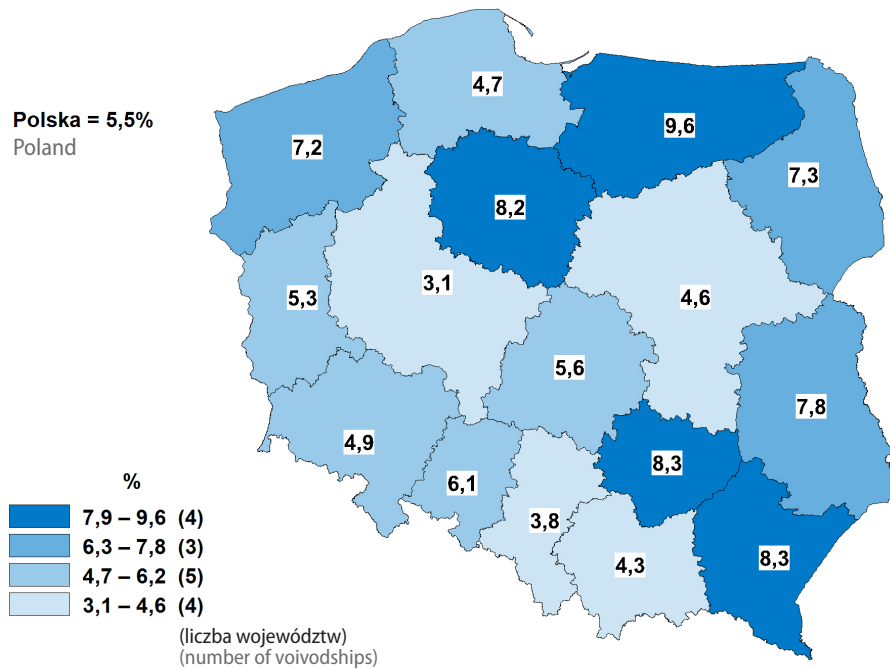 4,7
Polska = 5,5%
Poland
9,6
7,2
7,3
8,2
3,1
5,3
4,6
5,6
7,8
4,9
8,3
6,1
3,8
4,3
8,3
%
7,9 – 9,6 (4)
6,3 – 7,8 (3)
4,7 – 6,2 (5)
3,1 – 4,6 (4)
(liczba województw)
(number of voivodships)